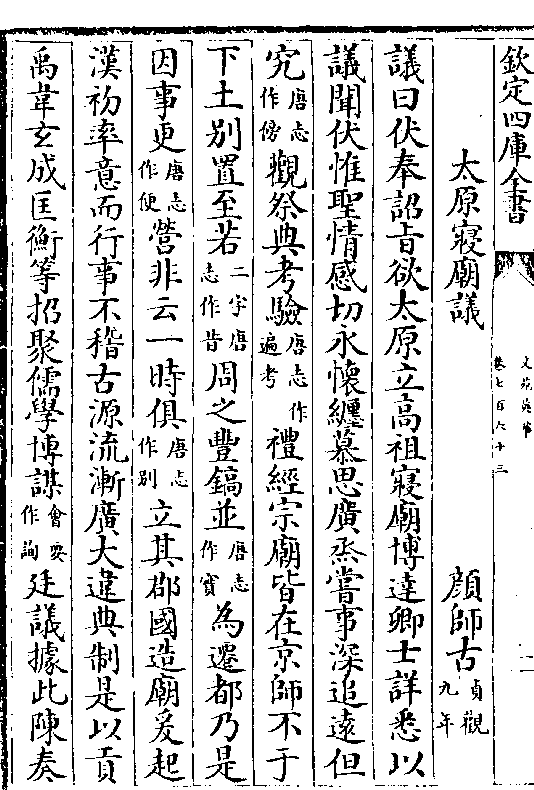 欽定四庫全書
文苑英華
卷七百六十三
太原寢廟議　顔師古貞觀九年
議曰伏奉詔旨欲太原立高祖寢廟博達卿士詳悉以
議聞伏惟聖情感切永懷纏慕思廣烝嘗事深追遠但
究唐志作傍觀祭典考驗唐志作遍考禮經宗廟皆在京師不于
下土别置至若二字唐志作昔周之豐鎬並唐志作實為遷都乃是
因事更唐志作便營非云一時俱唐志作别立其郡國造廟爰起
漢初率意而行事不稽古源流漸廣大違典制是以貢
禹韋玄成匡衡等招聚儒學博謀會要作詢廷議據此陳奏